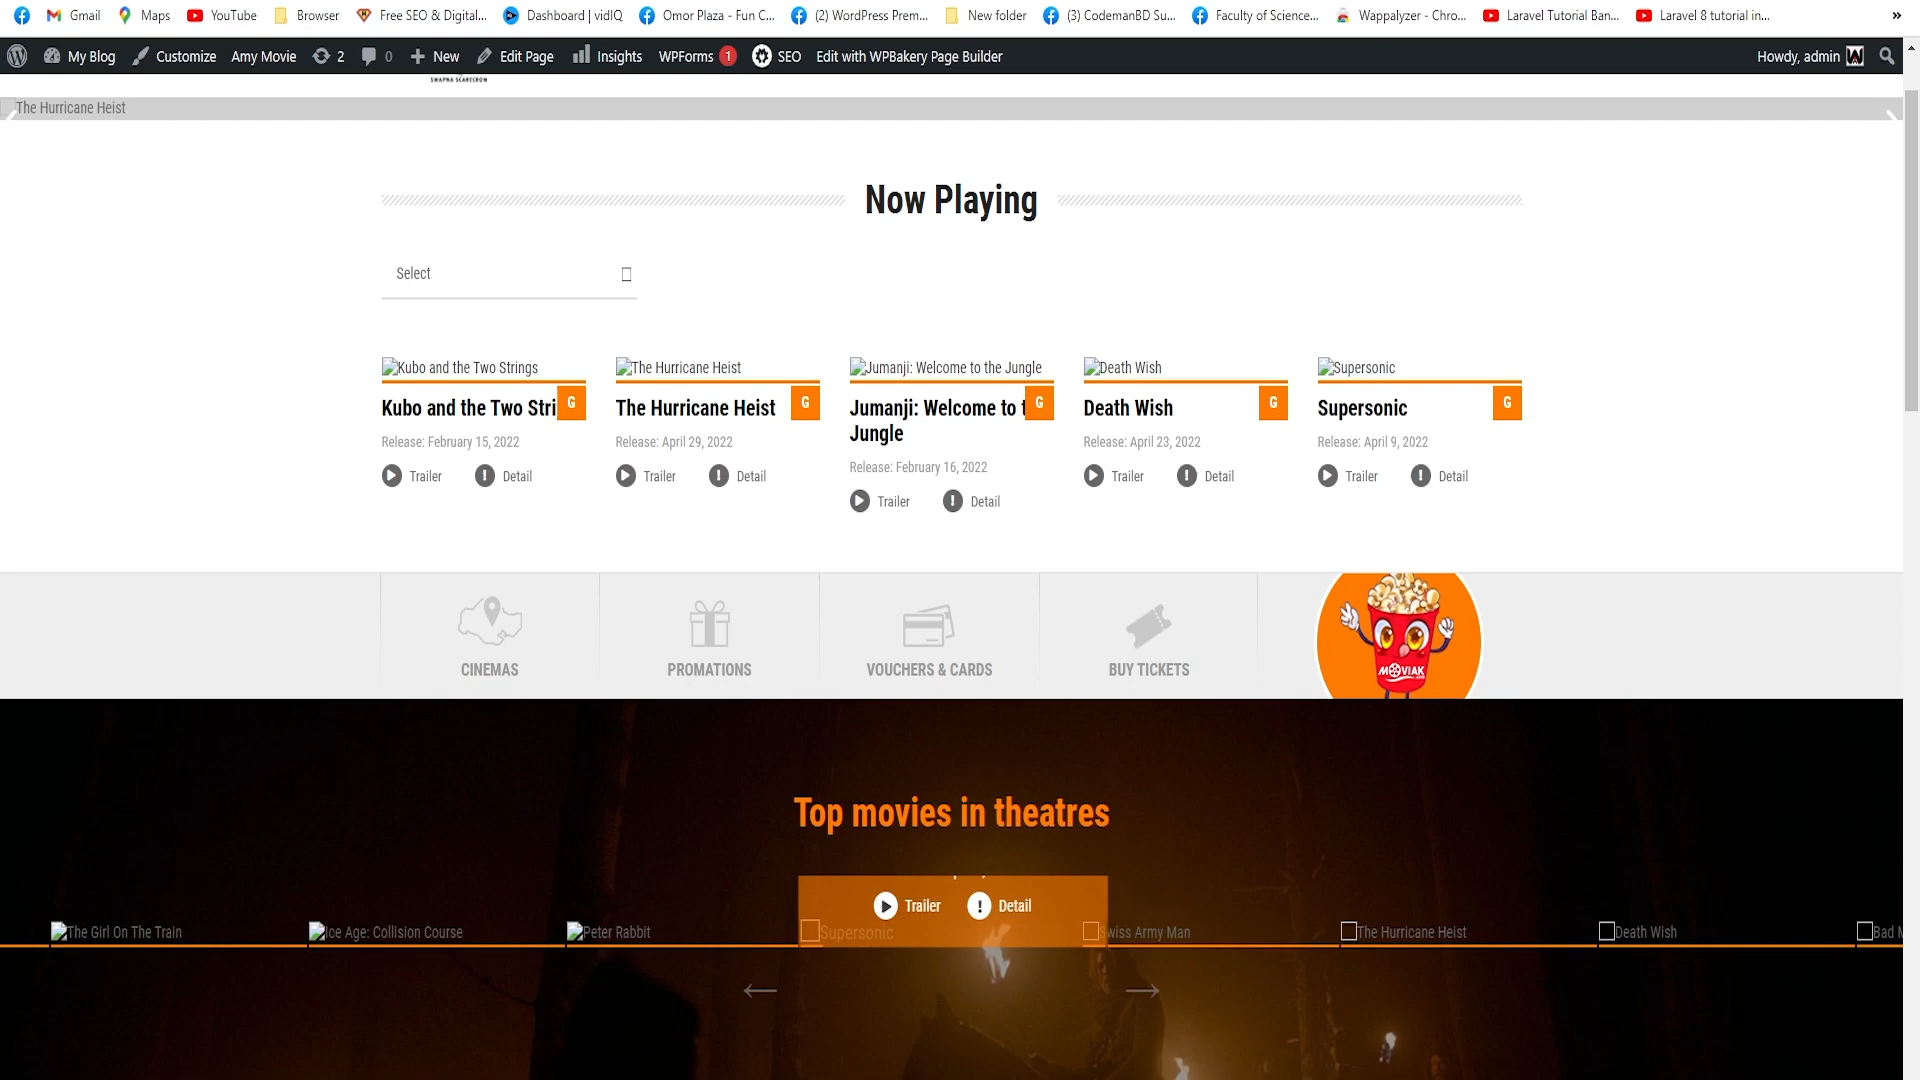 Gmail Maps YouTube Browser Free SEO & Digital... Dashboard | vidIQ Omor Plaza - Fun C... (2) WordPress Prem... New folder (3) CodemanBD Su... Faculty of Science... Wappalyzer - Chro... Laravel Tutorial Ban... Laravel 8 tutorial in... »
My Blog Customize Amy Movie 2 0 New Edit Page Insights WPForms 1 SEO Edit with WPBakery Page Builder Howdy, admin
SWAPNA SCARECROW
The Hurricane Heist
Now Playing
Select
Kubo and the Two Strings The Hurricane Heist Jumanji: Welcome to the Jungle Death Wish Supersonic
Kubo and the Two Stri G The Hurricane Heist G Jumanji: Welcome to t G Death Wish G Supersonic G
Jungle
Release: February 15, 2022 Release: April 29, 2022 Release: April 23, 2022 Release: April 9, 2022
Release: February 16, 2022
Trailer Detail Trailer Detail Trailer Detail Trailer Detail
Trailer Detail
CINEMAS PROMATIONS VOUCHERS & CARDS BUY TICKETS
MOVIAK
Top movies in theatres
Trailer Detail
The Girl On The Train Ice Age: Collision Course Peter Rabbit Supersonic Swiss Army Man The Hurricane Heist Death Wish Bad